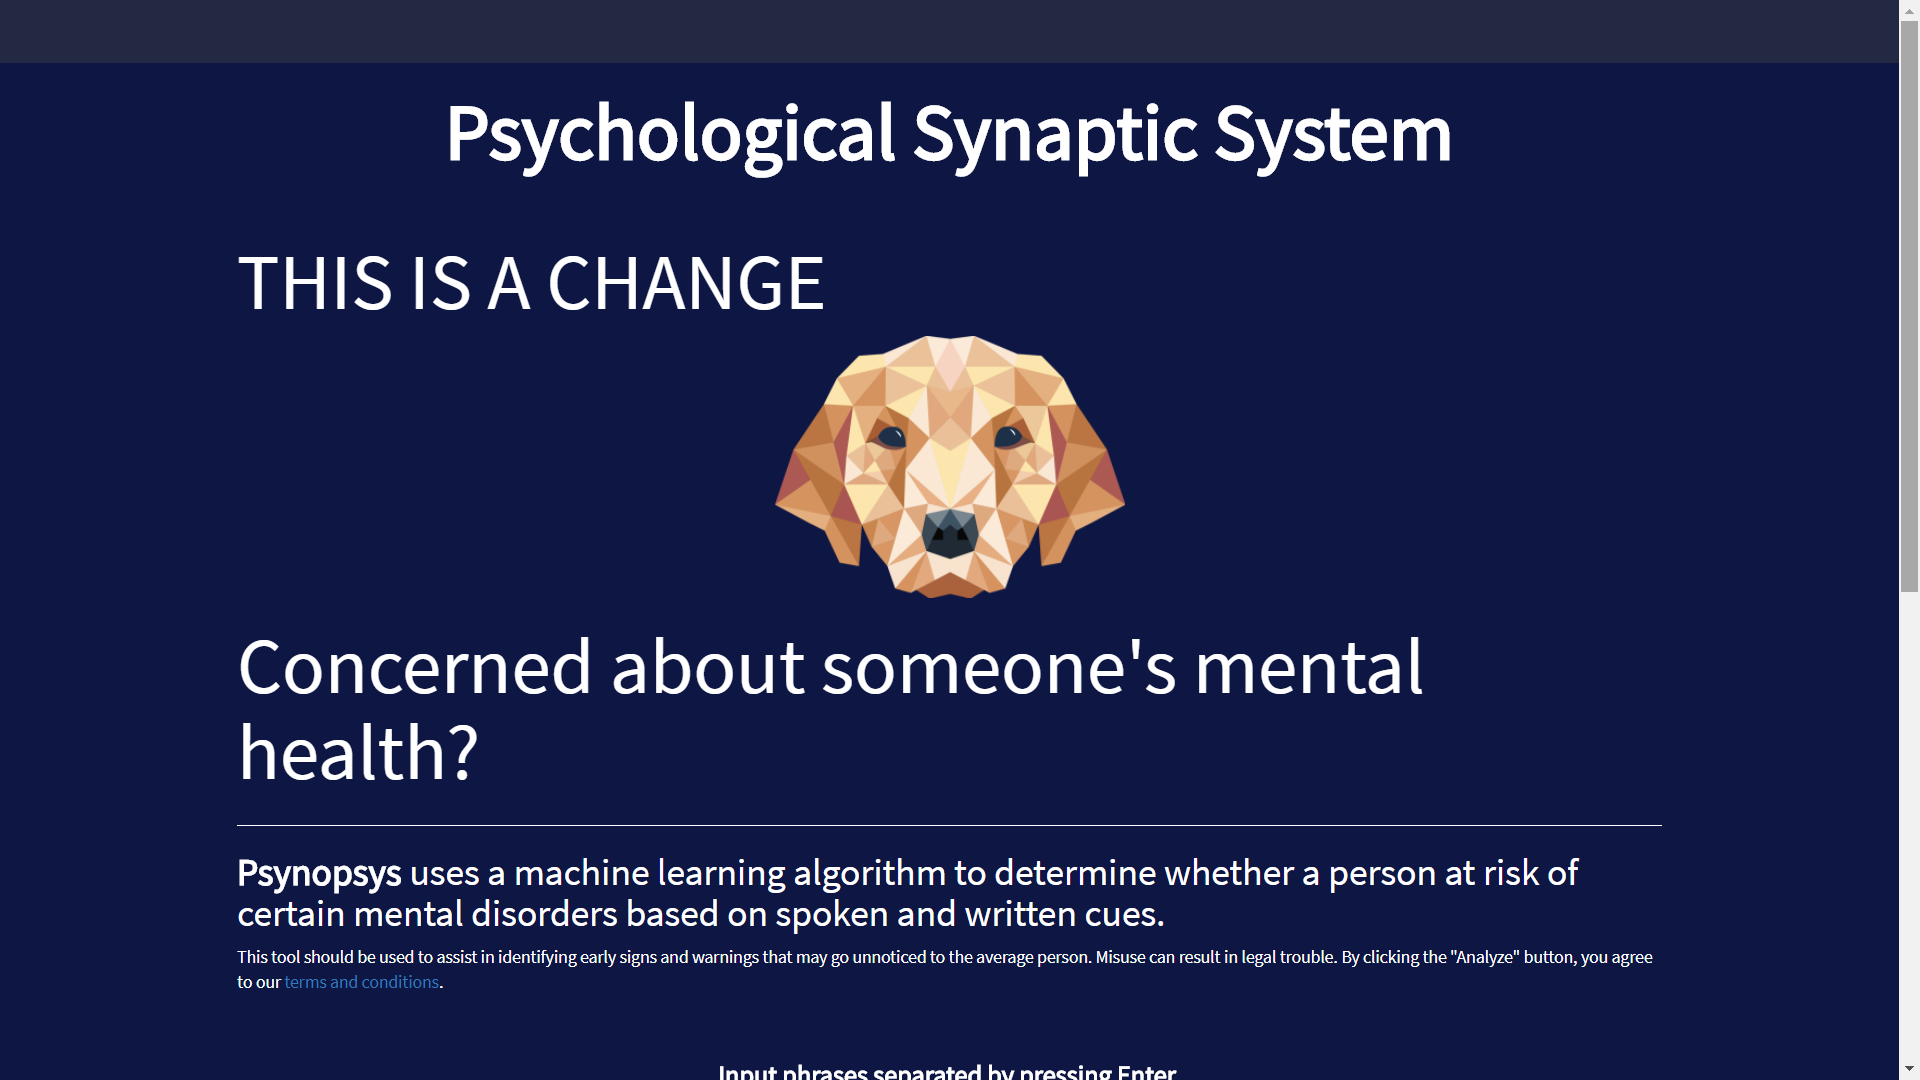 Psychological Synaptic System
THIS IS A CHANGE
Concerned about someone's mental
health?
Psynopsys uses a machine learning algorithm to determine whether a person at risk of
certain mental disorders based on spoken and written cues.
This tool should be used to assist in identifying early signs and warnings that may go unnoticed to the average person. Misuse can result in legal trouble. By clicking the "Analyze" button, you agree
to our terms and conditions.
Input phrases separated by pressing Enter